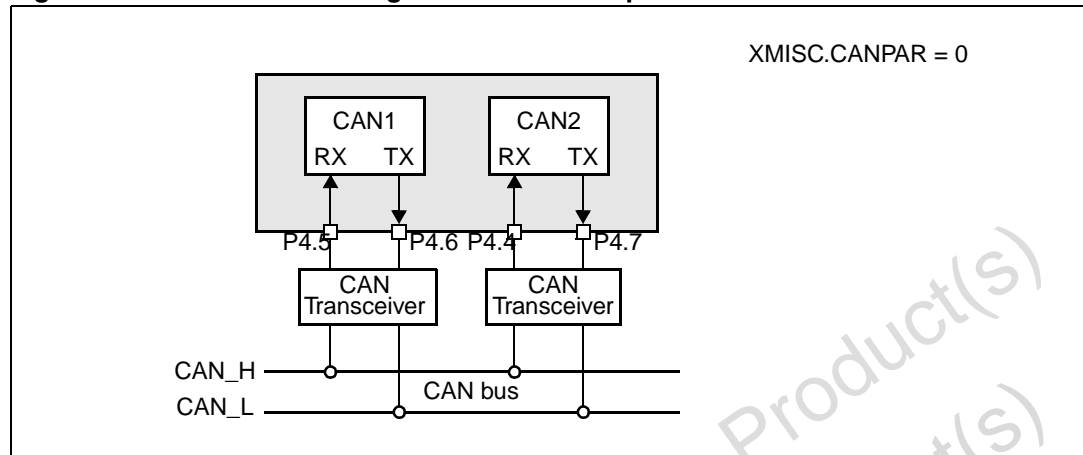 XMISC.CANPAR = 0
CAN1
RX TX
CAN2
RX TX
P4.5
P4.6
P4.4
P4.7
CAN
Transceiver
CAN
Transceiver
CAN_H
CAN bus
CAN_L
Product(s)